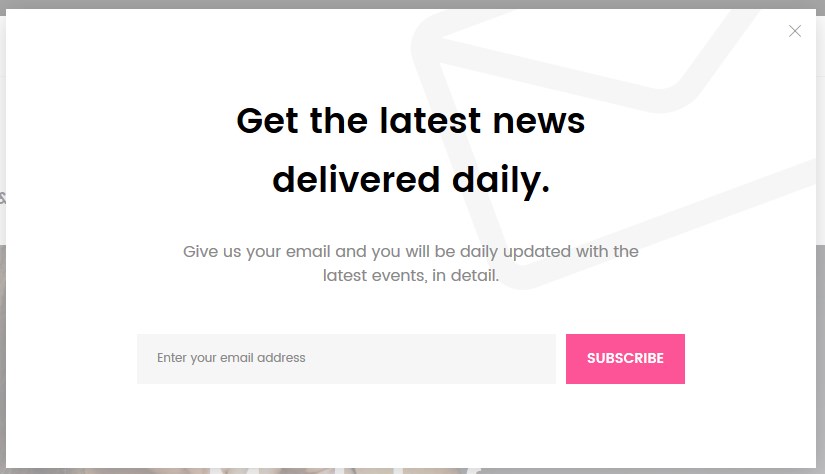 Get the latest news
delivered daily.
Give us your email and you will be daily updated with the
latest events, in detail.
Enter your email address
SUBSCRIBE